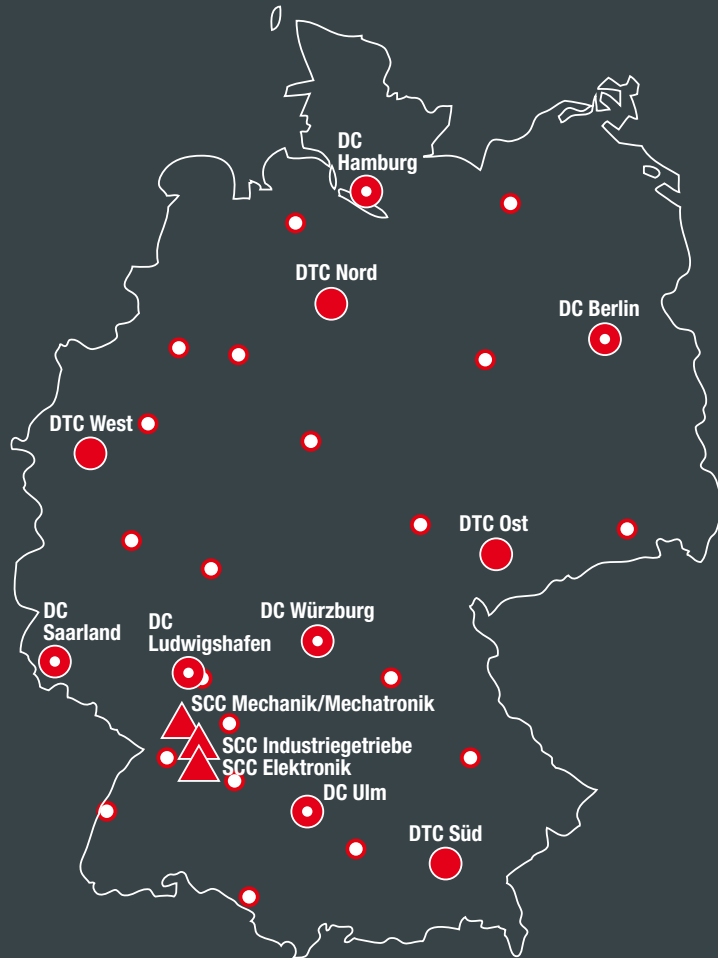 DC
Hamburg
DTC Nord
DC Berlin
DTC West
DTC Ost
DC Würzburg
DC
Saarland
DC
Ludwigshafen
SCC Mechanik/Mechatronik
SCC Industriegetriebe
SCC Elektronik
DC Ulm
DTC Süd